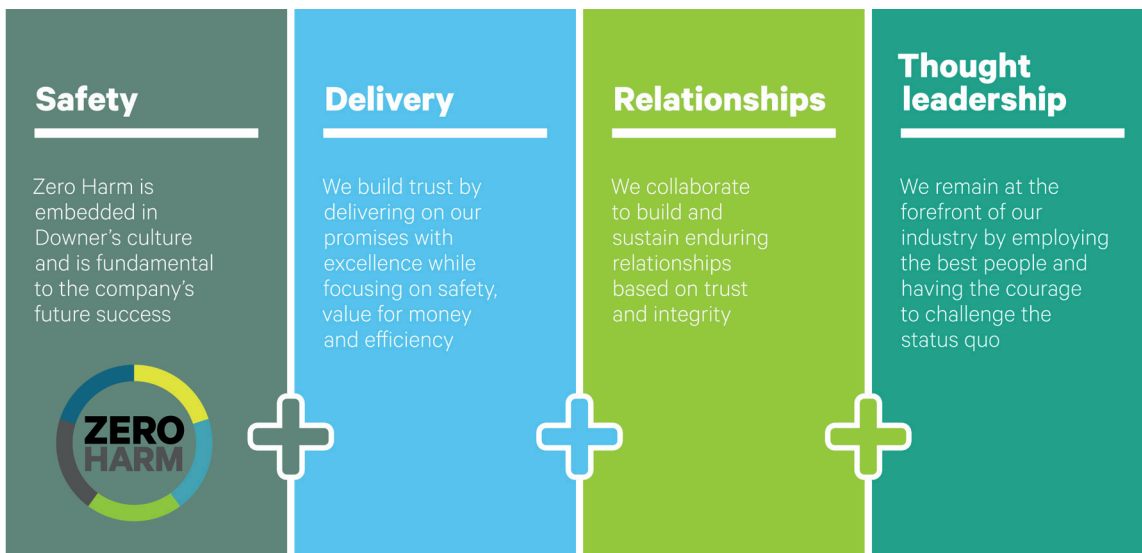 Safety
Zero Harm is
embedded in
Downer’s culture
and is fundamental
to the company’s
future success
ZERO
HARM
Delivery
We build trust by
delivering on our
promises with
excellence while
focusing on safety,
value for money
and efficiency
Relationships
We collaborate
to build and
sustain enduring
relationships
based on trust
and integrity
Thought
leadership
We remain at the
forefront of our
industry by employing
the best people and
having the courage
to challenge the
status quo